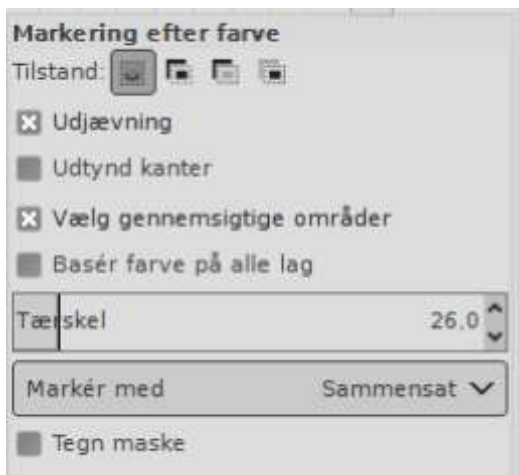 Markering efter farve
Tilstand:
Udjævning
Udtynd kanter
Vælg gennemsigtige områder
Basér farve på alle lag
Tærskel 26,0
Markér med Sammensat
Tegn maske